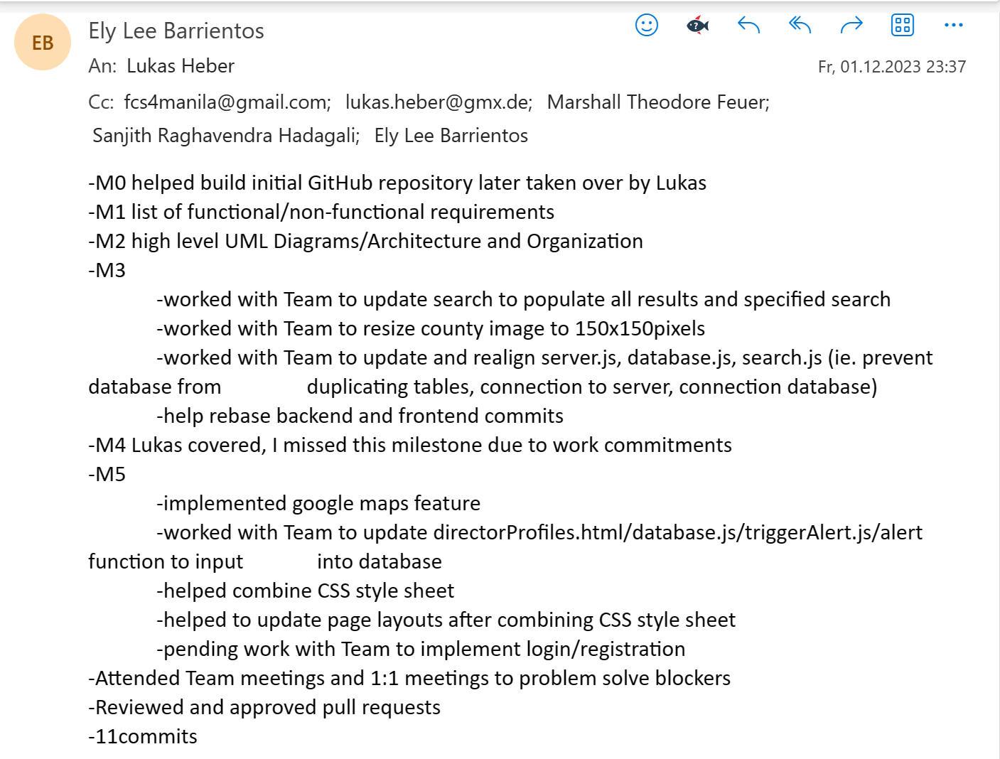 EB
Ely Lee Barrientos
An: Lukas Heber
Fr, 01.12.2023 23:37
Cc: fcs4manila@gmail.com; lukas.heber@gmx.de; Marshall Theodore Feuer;
Sanjith Raghavendra Hadagali; Ely Lee Barrientos
-M0 helped build initial GitHub repository later taken over by Lukas
-M1 list of functional/non-functional requirements
-M2 high level UML Diagrams/Architecture and Organization
-M3
-worked with Team to update search to populate all results and specified search
-worked with Team to resize county image to 150x150pixels
-worked with Team to update and realign server.js, database.js, search.js (ie. prevent
database from duplicating tables, connection to server, connection database)
-help rebase backend and frontend commits
-M4 Lukas covered, I missed this milestone due to work commitments
-M5
-implemented google maps feature
-worked with Team to update directorProfiles.html/database.js/triggerAlert.js/alert
function to input into database
-helped combine CSS style sheet
-helped to update page layouts after combining CSS style sheet
-pending work with Team to implement login/registration
-Attended Team meetings and 1:1 meetings to problem solve blockers
-Reviewed and approved pull requests
-11commits